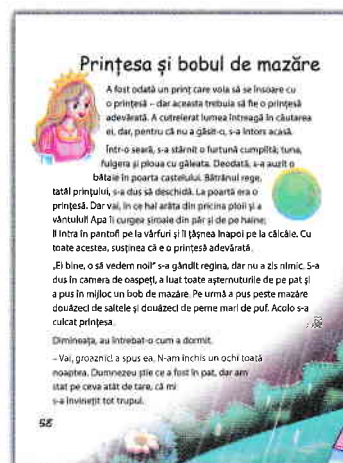 Prințesa și bobul de mazăre
A fost odată un prinț care voia să se însoare cu
o prințesă – dar aceasta trebuia să fie o prințesă
adevărată. A cutreierat lumea întreagă în căutarea
ei, dar, pentru că nu a găsit-o, s-a întors acasă.
Într-o seară, s-a stârnit o furtună cumplită; tuna,
fulgera și ploua cu găleata. Deodată, s-a auzit o
bătaie în poarta castelului. Bătrânul rege,
tatăl prințului, s-a dus să deschidă. La poartă era o
prințesă. Dar vai, în ce hal arăta din pricina ploii și a
vântului! Apa îi curgea șiroaie din păr și de pe haine;
îi intra în pantofi pe la vârfuri și îi țâșnea înapoi pe la călcâie. Cu
toate acestea, susținea că e o prințesă adevărată.
„Ei bine, o să vedem noi!” s-a gândit regina, dar nu a zis nimic. S-a
dus în camera de oaspeți, a luat toate așternuturile de pe pat și
a pus în mijloc un bob de mazăre. Pe urmă a pus peste mazăre
douăzeci de saltele și douăzeci de perne mari de puf. Acolo s-a
culcat prințesa.
Dimineața, au întrebat-o cum a dormit.
– Vai, groaznic! a spus ea. N-am închis un ochi toată
noaptea. Dumnezeu știe ce a fost în pat, dar am
stat pe ceva atât de tare, că mi
s-a învinețit tot trupul.
58